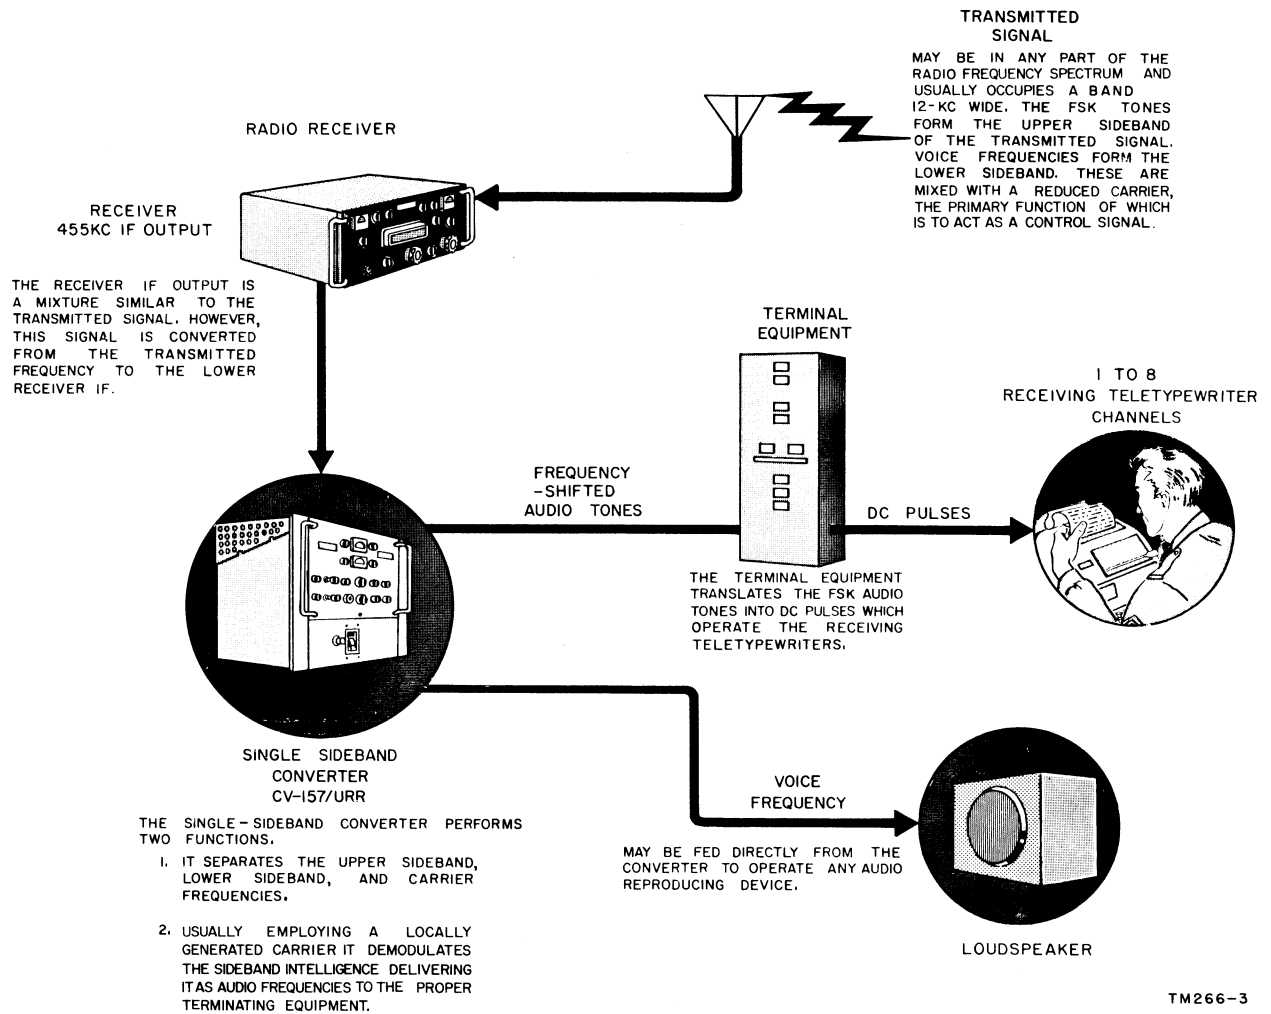 TRANSMITTED
SIGNAL
MAY BE IN ANY PART OF THE
RADIO FREQUENCY SPECTRUM AND
USUALLY OCCUPIES A BAND
12-KC WIDE. THE FSK TONES
FORM THE UPPER SIDEBAND
OF THE TRANSMITTED SIGNAL.
VOICE FREQUENCIES FORM THE
LOWER SIDEBAND. THESE ARE
MIXED WITH A REDUCED CARRIER,
THE PRIMARY FUNCTION OF WHICH
IS TO ACT AS A CONTROL SIGNAL.
RADIO RECEIVER
RECEIVER
455KC IF OUTPUT
THE RECEIVER IF OUTPUT IS
A MIXTURE SIMILAR TO THE
TRANSMITTED SIGNAL. HOWEVER,
THIS SIGNAL IS CONVERTED
FROM THE TRANSMITTED
FREQUENCY TO THE LOWER
RECEIVER IF.
TERMINAL
EQUIPMENT
1 TO 8
RECEIVING TELETYPEWRITER
CHANNELS
FREQUENCY
-SHIFTED
AUDIO TONES
DC PULSES
THE TERMINAL EQUIPMENT
TRANSLATES THE FSK AUDIO
TONES INTO DC PULSES WHICH
OPERATE THE RECEIVING
TELETYPEWRITERS.
SINGLE SIDEBAND
CONVERTER
CV-157/URR
THE SINGLE-SIDEBAND CONVERTER PERFORMS
TWO FUNCTIONS.
1. IT SEPARATES THE UPPER SIDEBAND,
LOWER SIDEBAND, AND CARRIER
FREQUENCIES.
2. USUALLY EMPLOYING A LOCALLY
GENERATED CARRIER IT DEMODULATES
THE SIDEBAND INTELLIGENCE DELIVERING
IT AS AUDIO FREQUENCIES TO THE PROPER
TERMINATING EQUIPMENT.
VOICE
FREQUENCY
MAY BE FED DIRECTLY FROM THE
CONVERTER TO OPERATE ANY AUDIO
REPRODUCING DEVICE.
LOUDSPEAKER
TM266-3